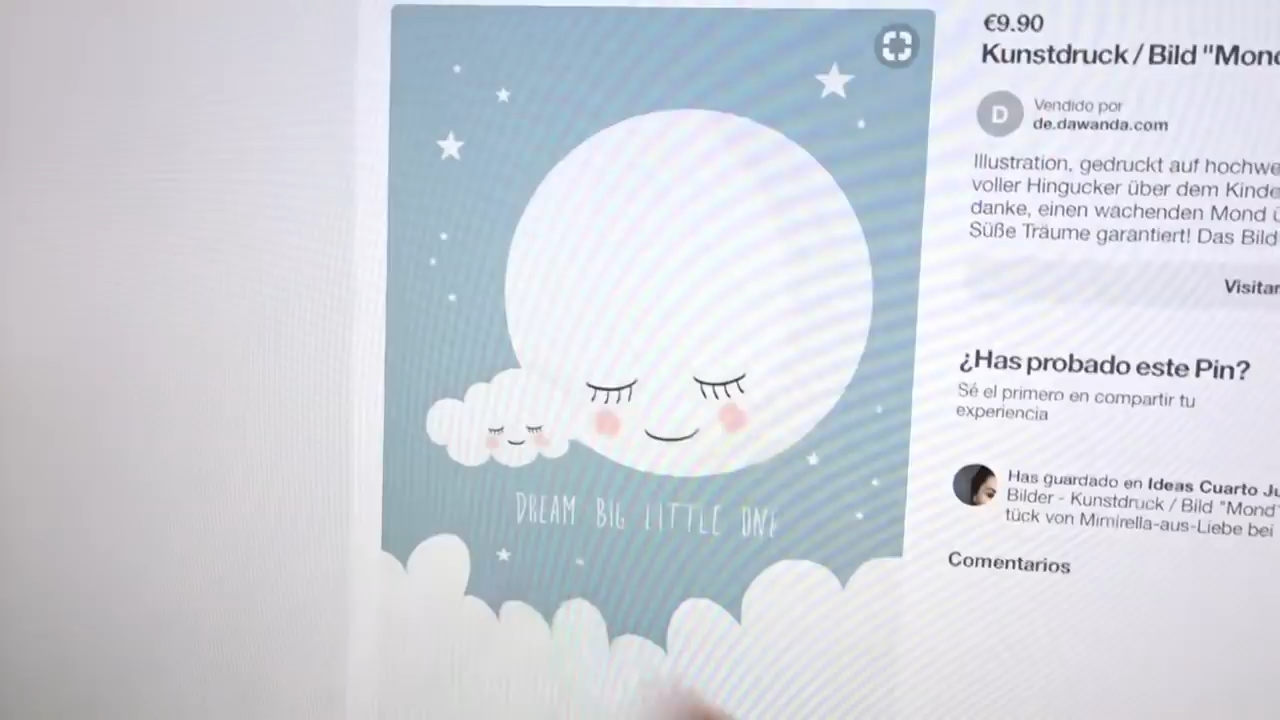 €9.90
Kunstdruck / Bild "Mond
D
Vendido por
de.dawanda.com
Illustration, gedruckt auf hochwe
voller Hingucker über dem Kinde
danke, einen wachenden Mond ü
Süße Träume garantiert! Das Bild
Visitar
¿Has probado este Pin?
Sé el primero en compartir tu
experiencia
Has guardado en Ideas Cuarto Ju
Bilder - Kunstdruck / Bild "Mond"
tück von Mimirella-aus-Liebe bei
Comentarios
DREAM BIG LITTLE ONE